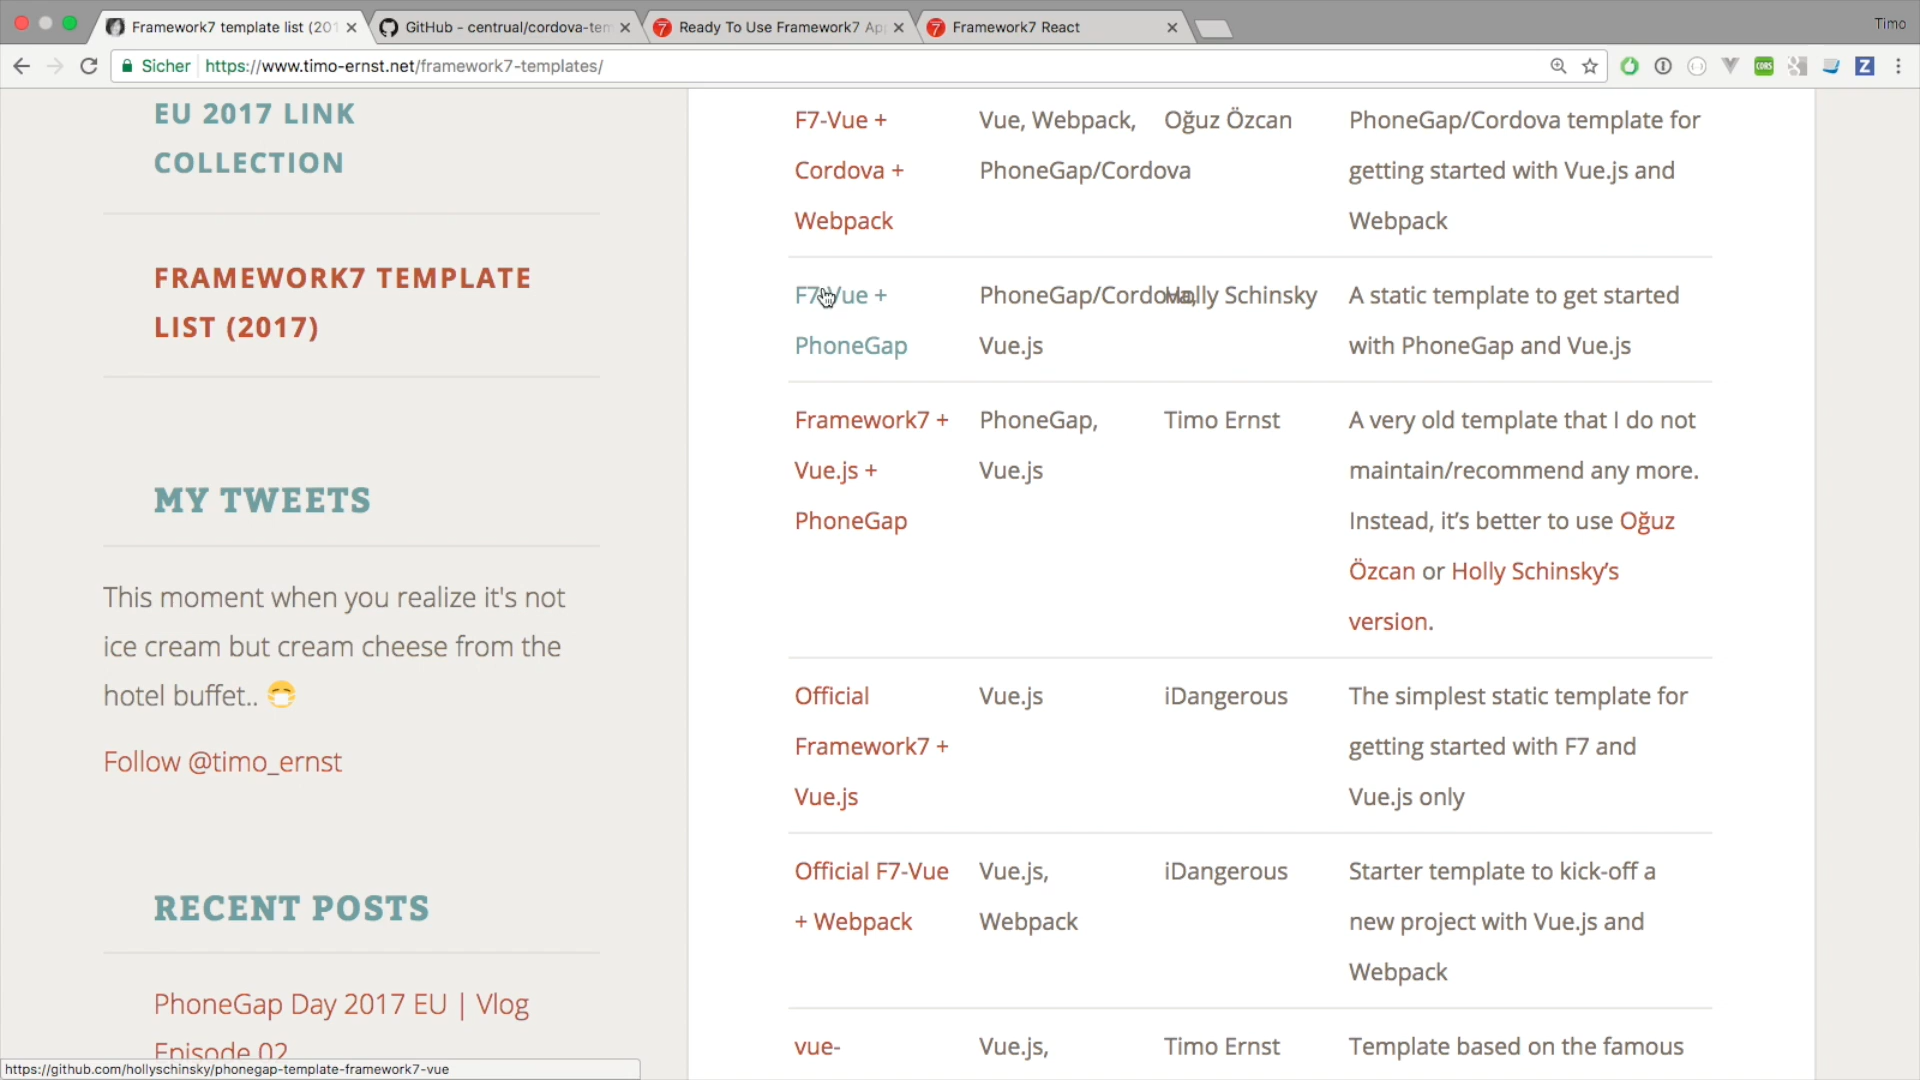 Framework7 template list (201
GitHub - centrual/cordova-tem
Ready To Use Framework7 Ap
Framework7 React
Timo
Sicher
https://www.timo-ernst.net/framework7-templates/
EU 2017 LINK
COLLECTION
FRAMEWORK7 TEMPLATE
LIST (2017)
MY TWEETS
This moment when you realize it's not
ice cream but cream cheese from the
hotel buffet.. 😷
Follow @timo_ernst
RECENT POSTS
PhoneGap Day 2017 EU | Vlog
Episode 02
F7-Vue +
Cordova +
Webpack
Vue, Webpack,
PhoneGap/Cordova
Oğuz Özcan
PhoneGap/Cordova template for
getting started with Vue.js and
Webpack
F7-Vue +
PhoneGap
PhoneGap/Cordova,
Vue.js
Holly Schinsky
A static template to get started
with PhoneGap and Vue.js
Framework7 +
Vue.js +
PhoneGap
PhoneGap,
Vue.js
Timo Ernst
A very old template that I do not
maintain/recommend any more.
Instead, it’s better to use Oğuz
Özcan or Holly Schinsky’s
version.
Official
Framework7 +
Vue.js
Vue.js
iDangerous
The simplest static template for
getting started with F7 and
Vue.js only
Official F7-Vue
+ Webpack
Vue.js,
Webpack
iDangerous
Starter template to kick-off a
new project with Vue.js and
Webpack
vue-
Vue.js,
Timo Ernst
Template based on the famous
https://github.com/hollyschinsky/phonegap-template-framework7-vue